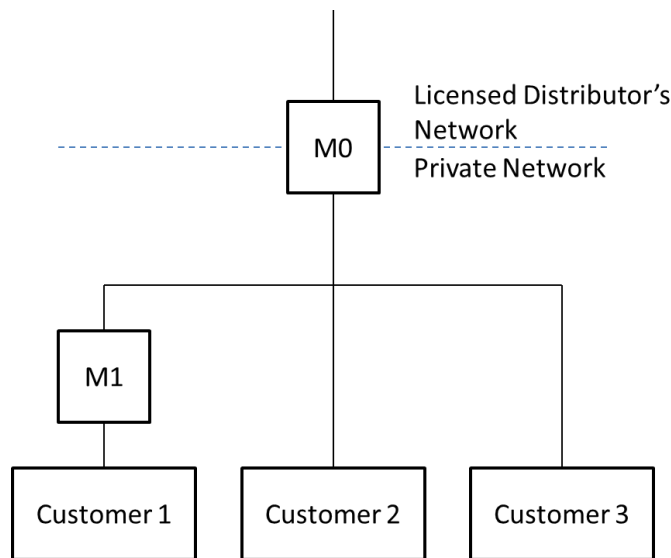 Licensed Distributor’s
Network
M0
Private Network
M1
Customer 1
Customer 2
Customer 3